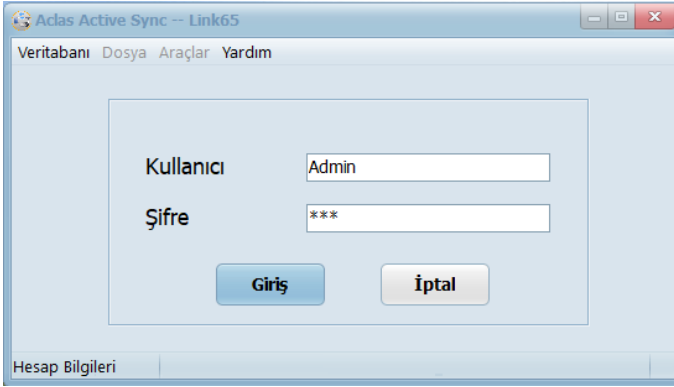 Aclas Active Sync -- Link65
Veritabanı Dosya Araçlar Yardım
Kullanıcı Admin
Şifre ***
Giriş İptal
Hesap Bilgileri